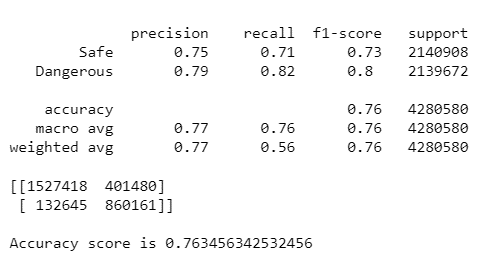 precision recall f1-score support
Safe 0.75 0.71 0.73 2140908
Dangerous 0.79 0.82 0.8 2139672
accuracy 0.76 4280580
macro avg 0.77 0.76 0.76 4280580
weighted avg 0.77 0.56 0.76 4280580
[[1527418 401480]
[ 132645 860161]]
Accuracy score is 0.763456342532456